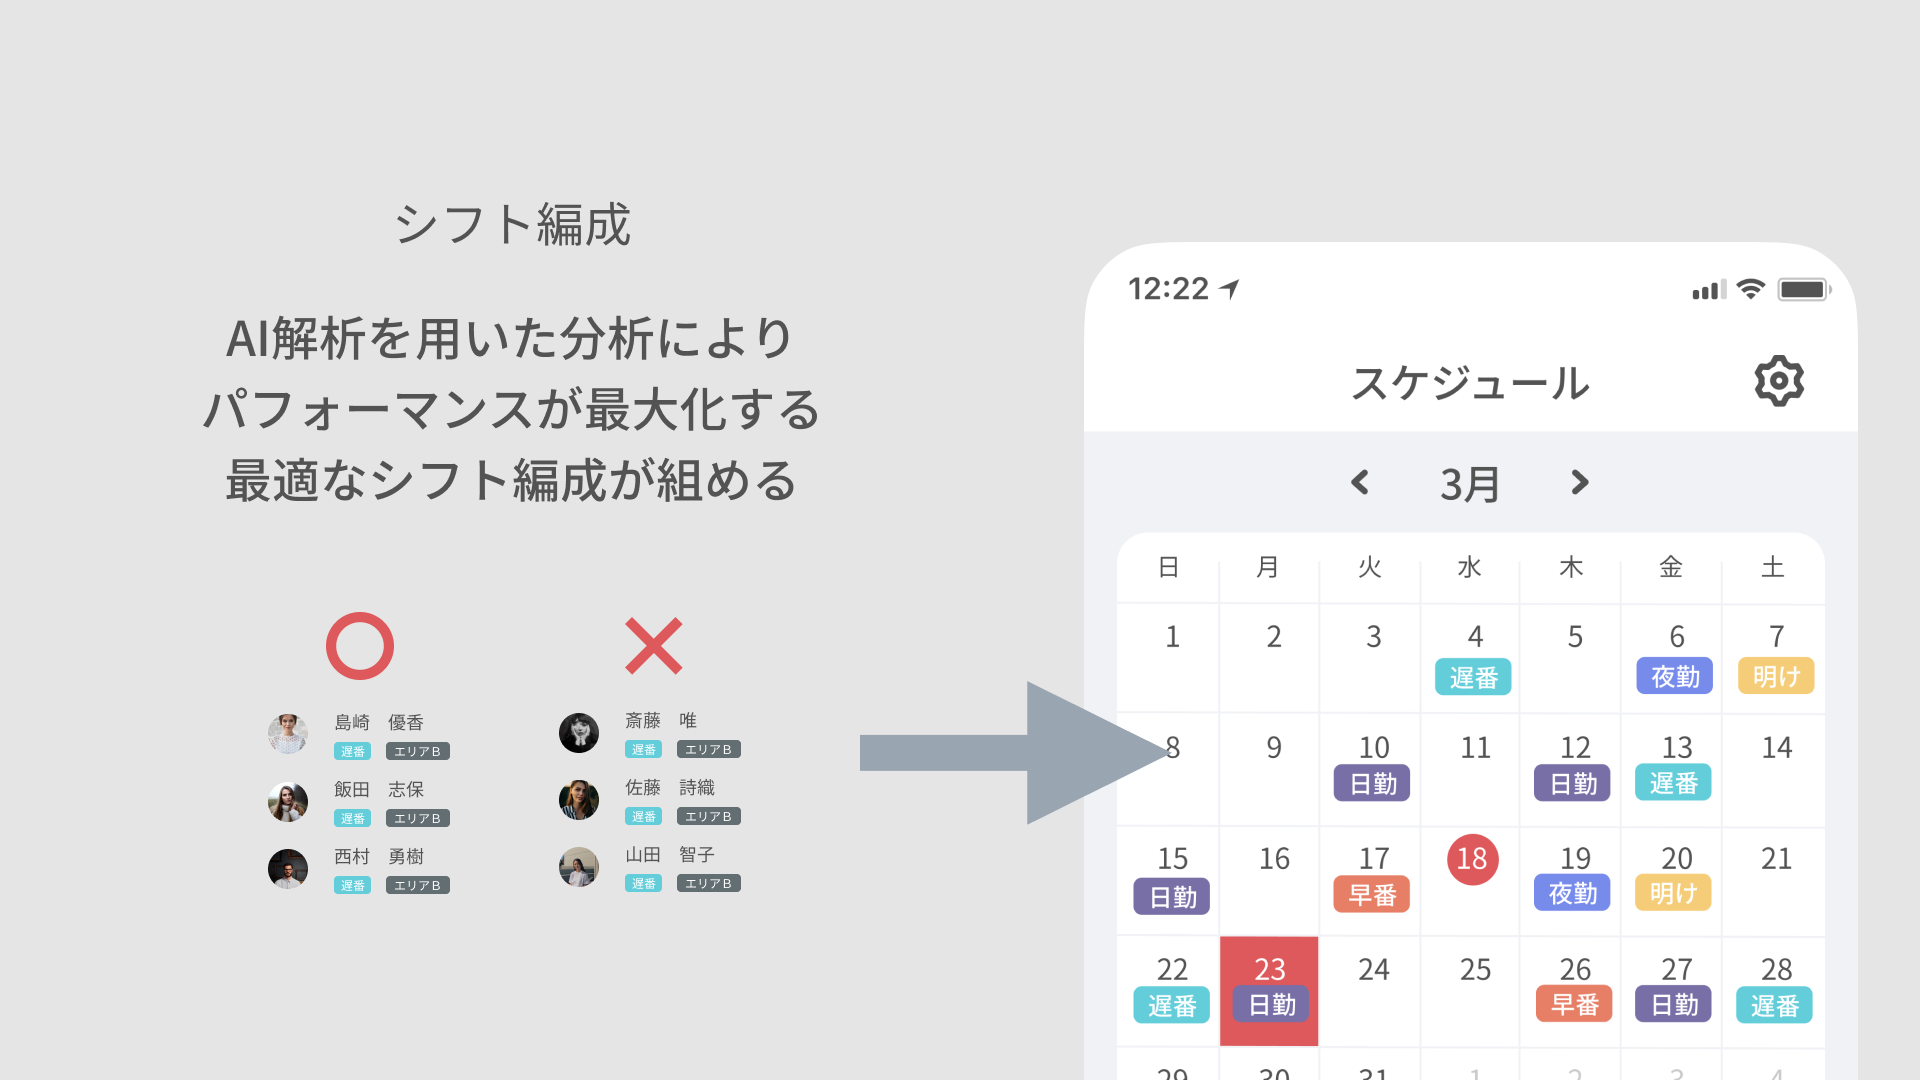 シフト編成
AI解析を用いた分析により
パフォーマンスが最大化する
最適なシフト編成が組める
島崎 優香
遅番 エリアB
飯田 志保
遅番 エリアB
西村 勇樹
遅番 エリアB
斎藤 唯
遅番 エリアB
佐藤 詩織
遅番 エリアB
山田 智子
遅番 エリアB
12:22
スケジュール
3月
日 月 火 水 木 金 土
1 2 3 4 5 6 7
遅番 夜勤 明け
8 9 10 11 12 13 14
日勤 日勤 遅番
15 16 17 18 19 20 21
日勤 早番 夜勤 明け
22 23 24 25 26 27 28
遅番 日勤 早番 日勤 遅番
29 30 31 1 2 3 4